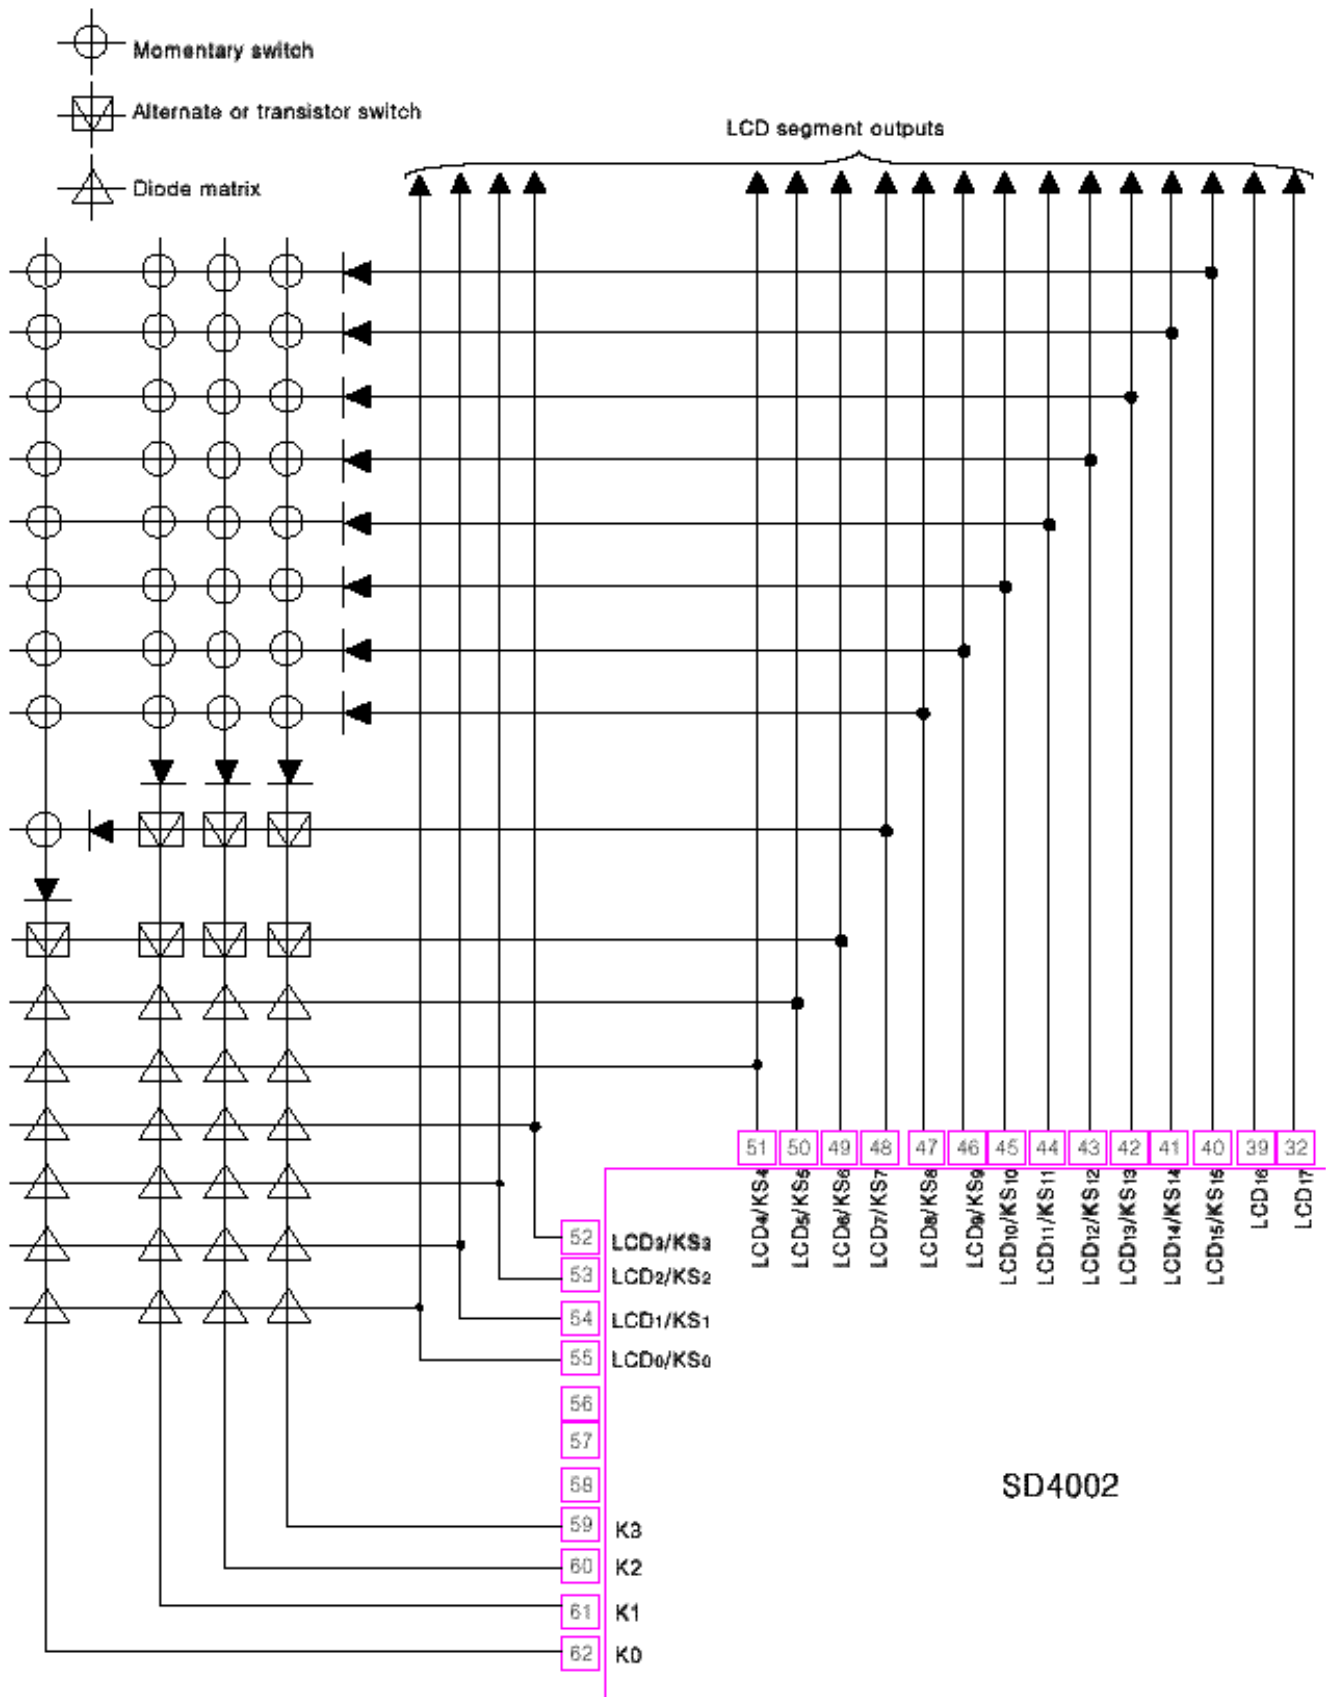 Momentary switch
Alternate or transistor switch
Diode matrix
LCD segment outputs
51 50 49 48 47 46 45 44 43 42 41 40 39 32
LCD4/KS4
LCD5/KS5
LCD6/KS6
LCD7/KS7
LCD8/KS8
LCD9/KS9
LCD10/KS10
LCD11/KS11
LCD12/KS12
LCD13/KS13
LCD14/KS14
LCD15/KS15
LCD16
LCD17
52 LCD3/KS3
53 LCD2/KS2
54 LCD1/KS1
55 LCD0/KS0
56
57
58
SD4002
59 K3
60 K2
61 K1
62 K0